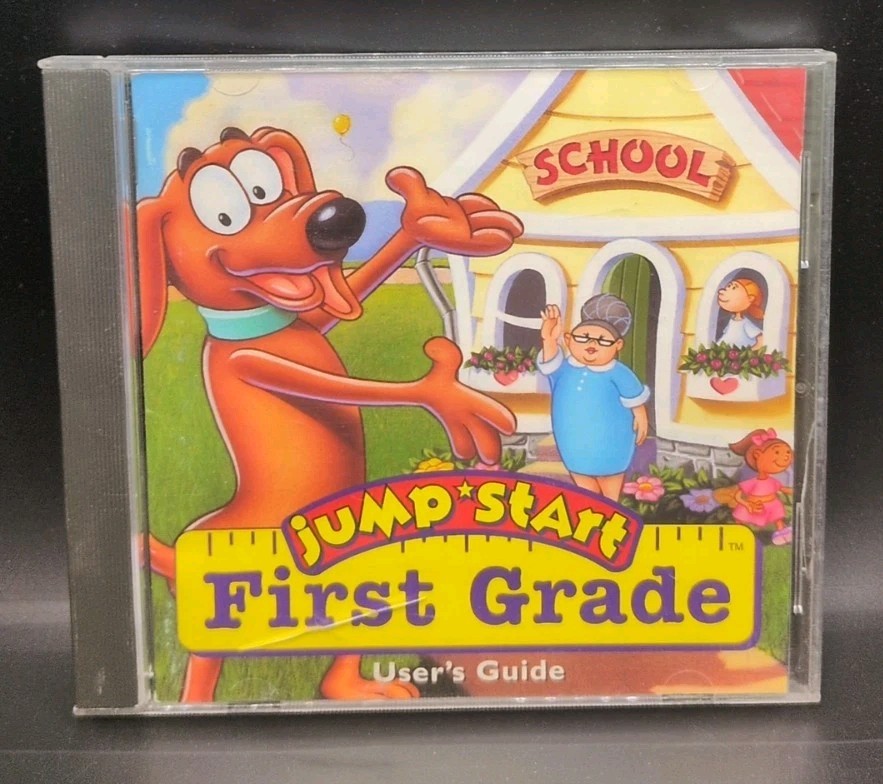 SCHOOL
jump★start
TM
First Grade
User's Guide